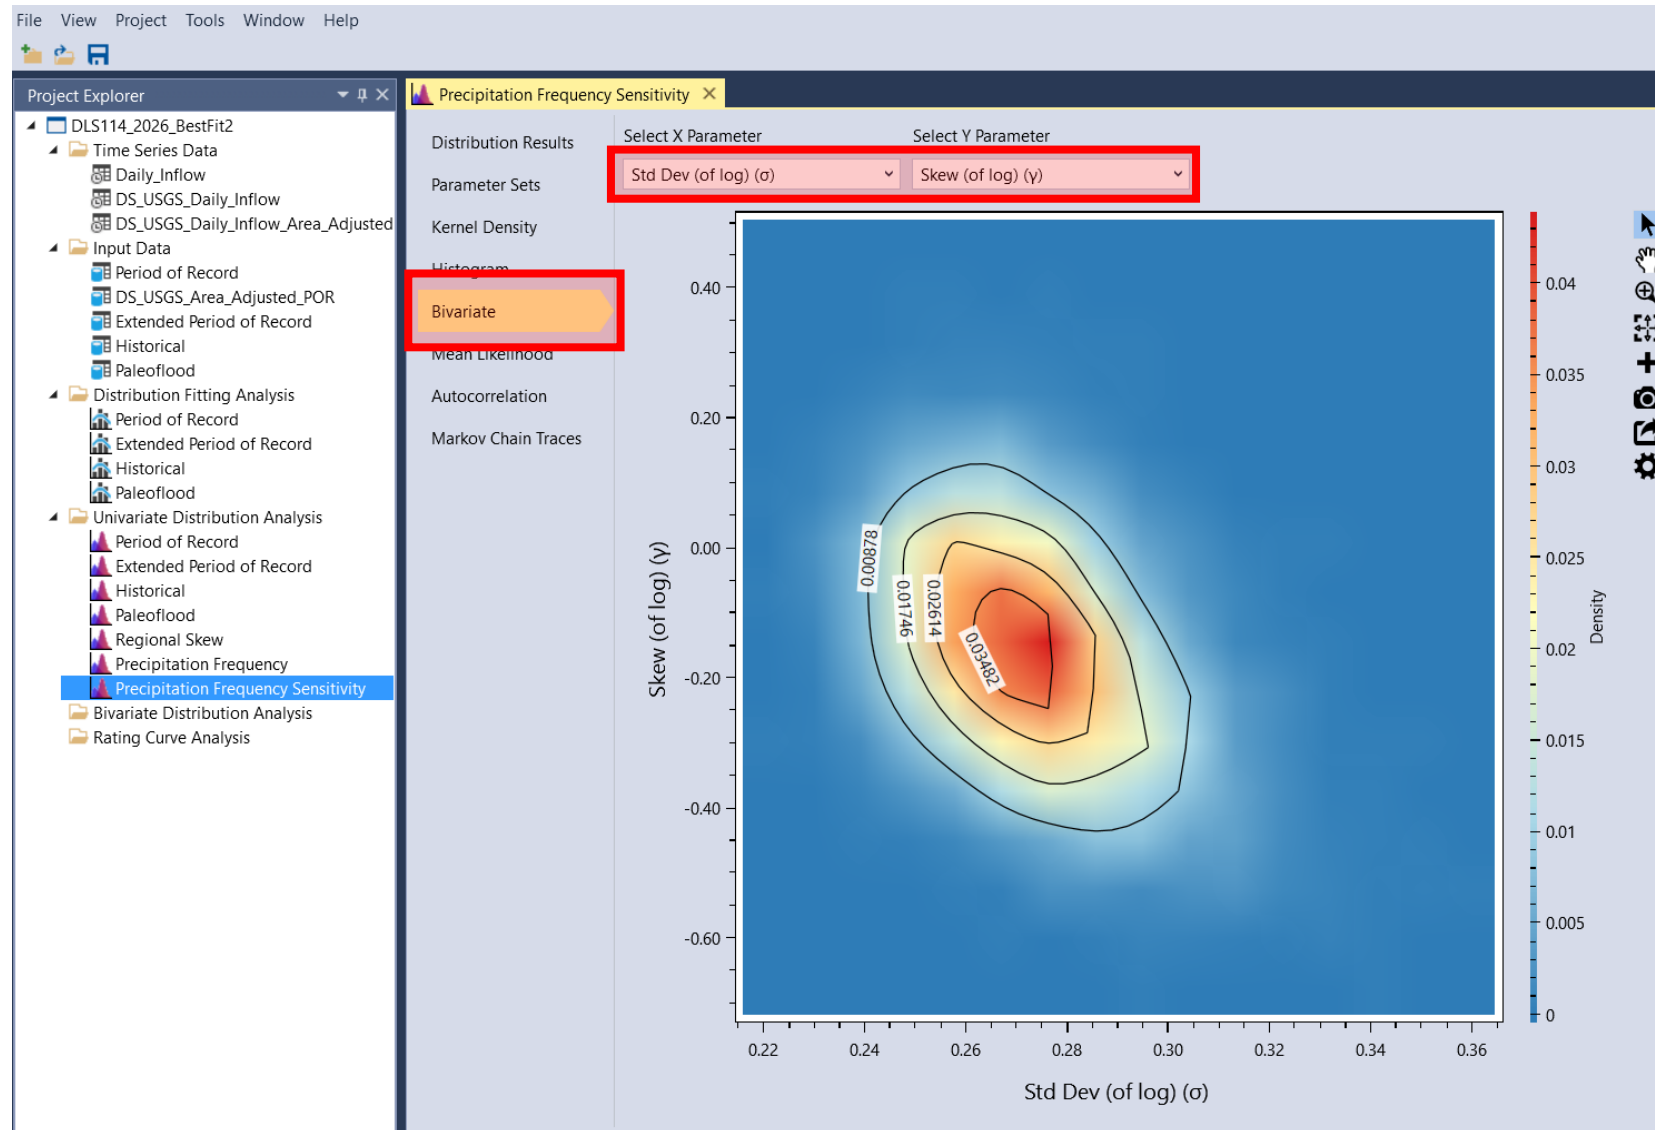 File View Project Tools Window Help
Project Explorer
DLS114_2026_BestFit2
Time Series Data
Daily_Inflow
DS_USGS_Daily_Inflow
DS_USGS_Daily_Inflow_Area_Adjusted
Input Data
Period of Record
DS_USGS_Area_Adjusted_POR
Extended Period of Record
Historical
Paleoflood
Distribution Fitting Analysis
Period of Record
Extended Period of Record
Historical
Paleoflood
Univariate Distribution Analysis
Period of Record
Extended Period of Record
Historical
Paleoflood
Regional Skew
Precipitation Frequency
Precipitation Frequency Sensitivity
Bivariate Distribution Analysis
Rating Curve Analysis
Precipitation Frequency Sensitivity
Distribution Results
Parameter Sets
Kernel Density
Histogram
Bivariate
Mean Likelihood
Autocorrelation
Markov Chain Traces
Select X Parameter
Std Dev (of log) (σ)
Select Y Parameter
Skew (of log) (γ)
Skew (of log) (γ)
0.40
0.20
0.00
-0.20
-0.40
-0.60
0.00878
0.01746
0.02614
0.03482
0.22 0.24 0.26 0.28 0.30 0.32 0.34 0.36
Std Dev (of log) (σ)
0.04
0.035
0.03
0.025
0.02
0.015
0.01
0.005
0
Density